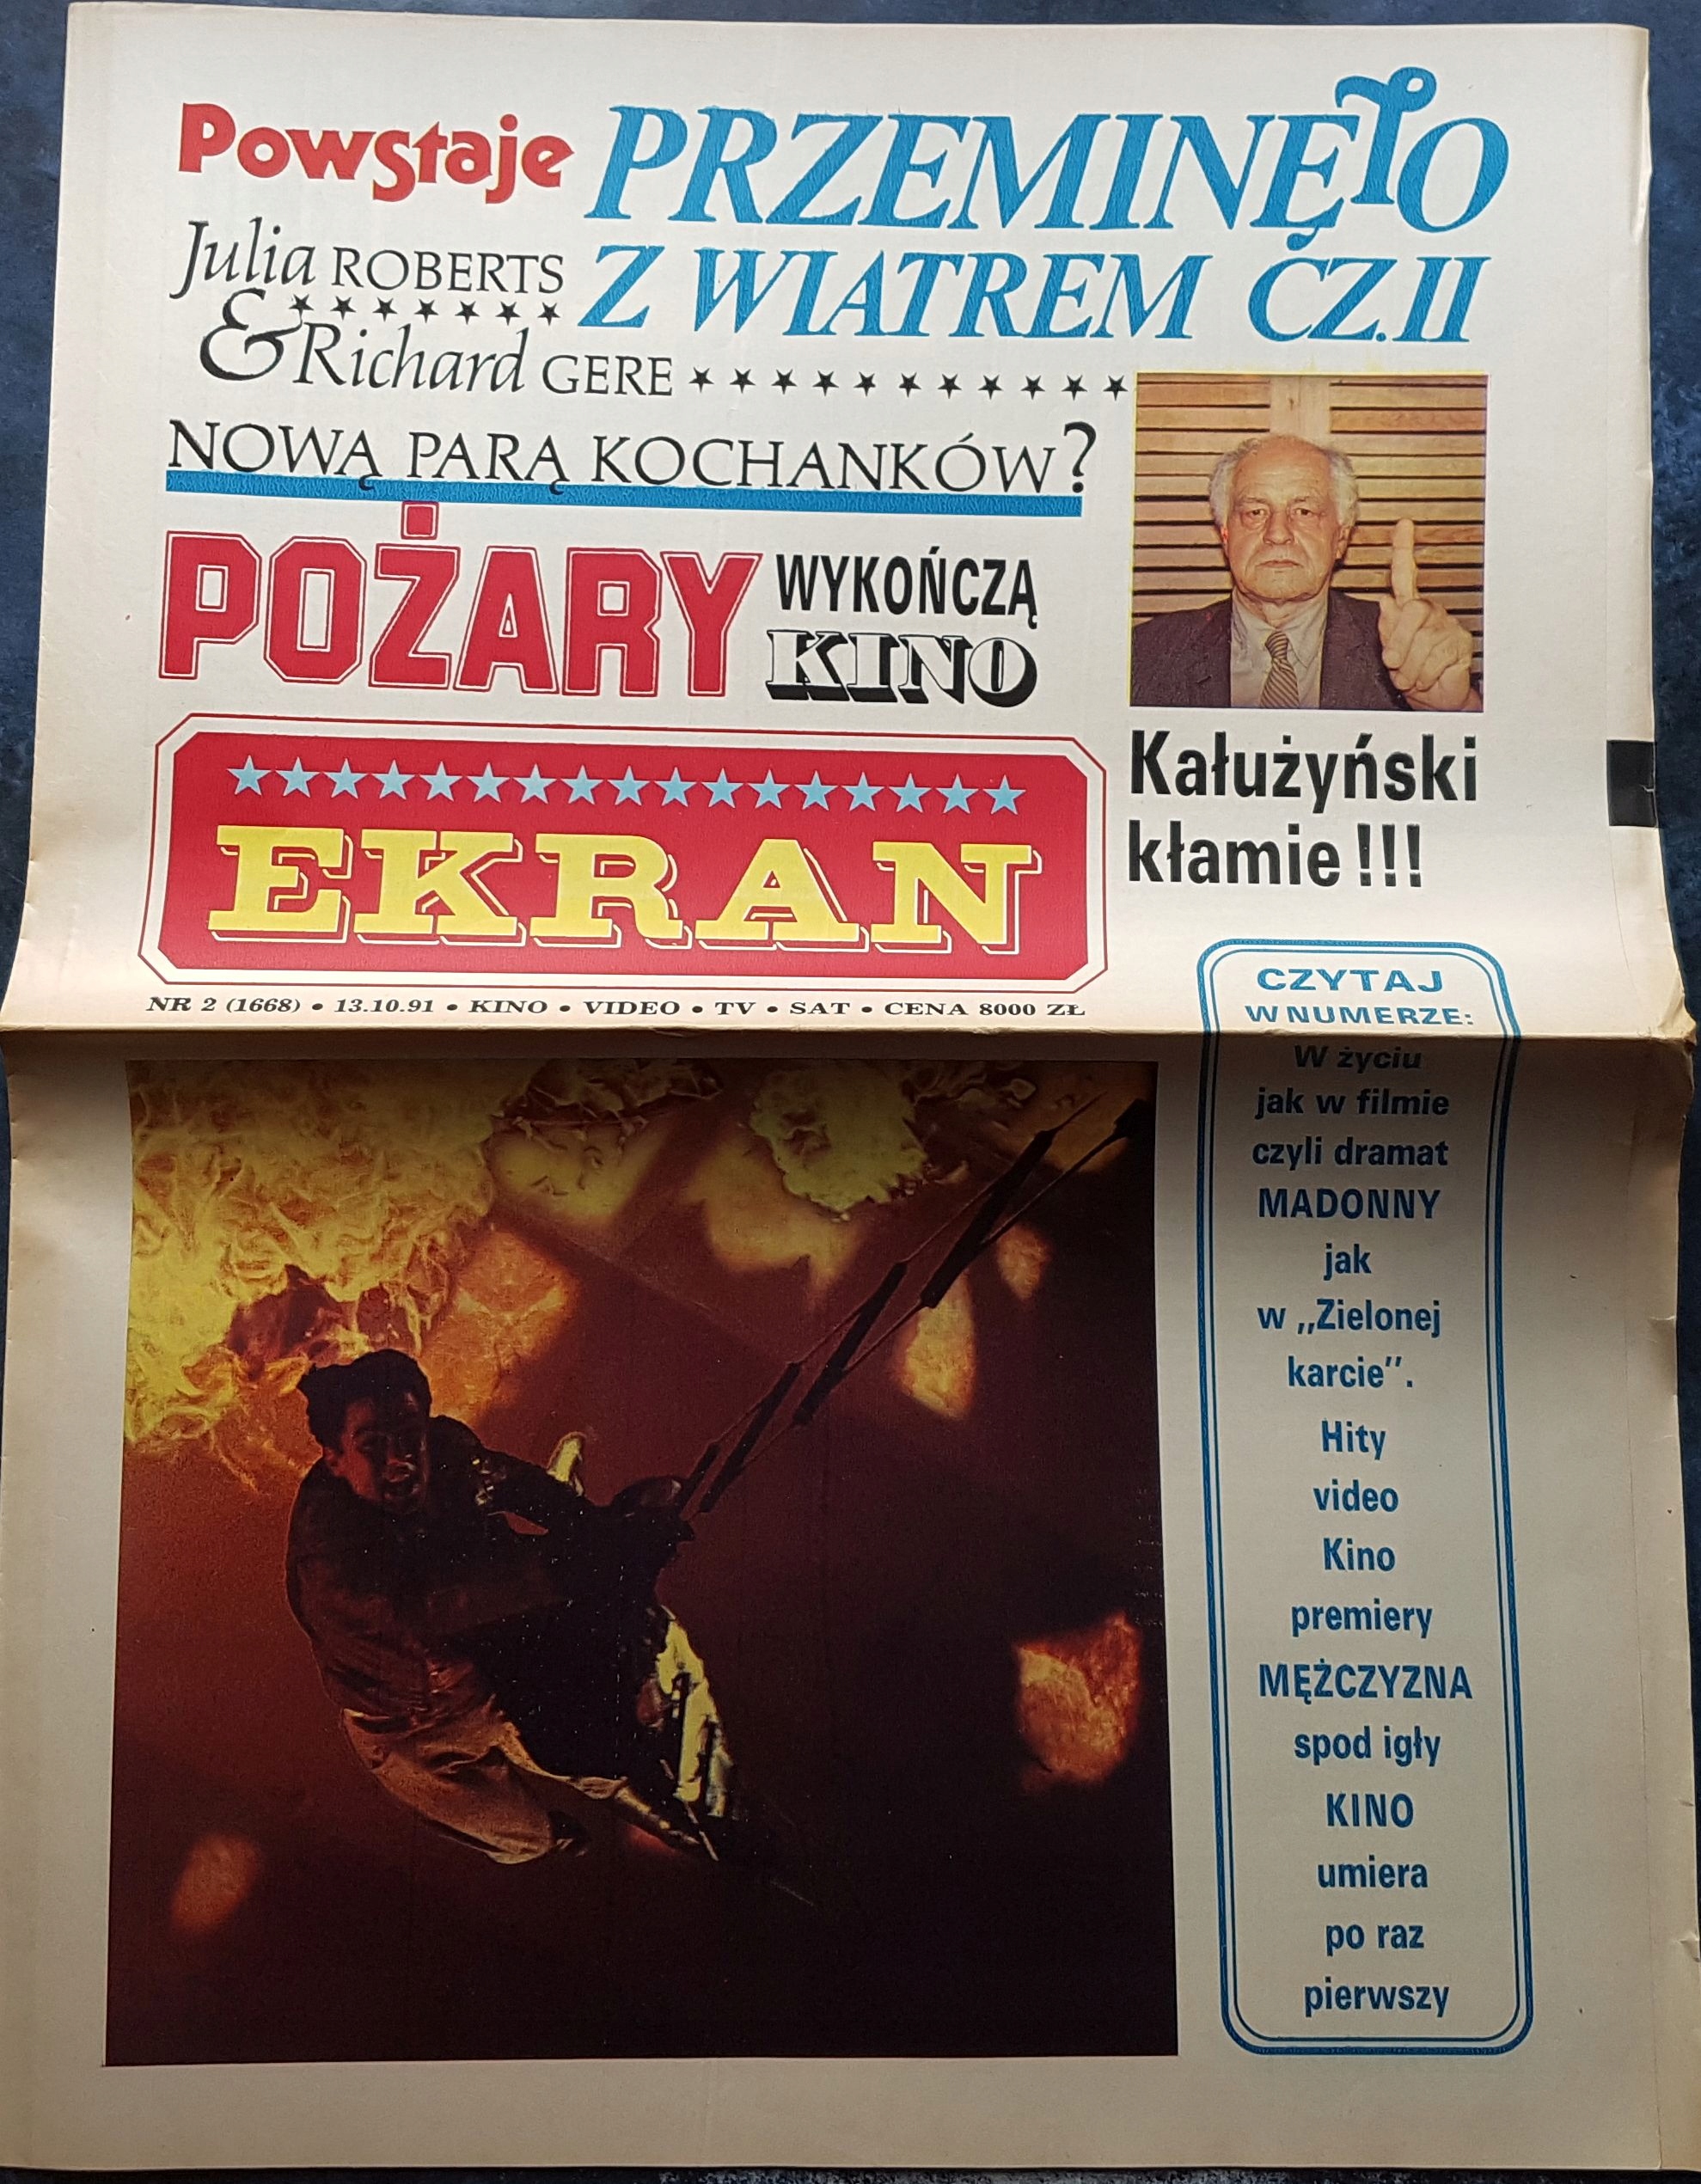 Powstaje PRZEMINĘŁO
Z WIATREM CZ.II
Julia ROBERTS
& Richard GERE
NOWĄ PARĄ KOCHANKÓW?
POŻARY WYKOŃCZĄ
KINO
Kałużyński
kłamie!!!
EKRAN
NR 2 (1668) • 13.10.91 • KINO • VIDEO • TV • SAT • CENA 8000 ZŁ
CZYTAJ
W NUMERZE:
W życiu
jak w filmie
czyli dramat
MADONNY
jak
w ,,Zielonej
karcie".
Hity
video
Kino
premiery
MĘŻCZYZNA
spod igły
KINO
umiera
po raz
pierwszy